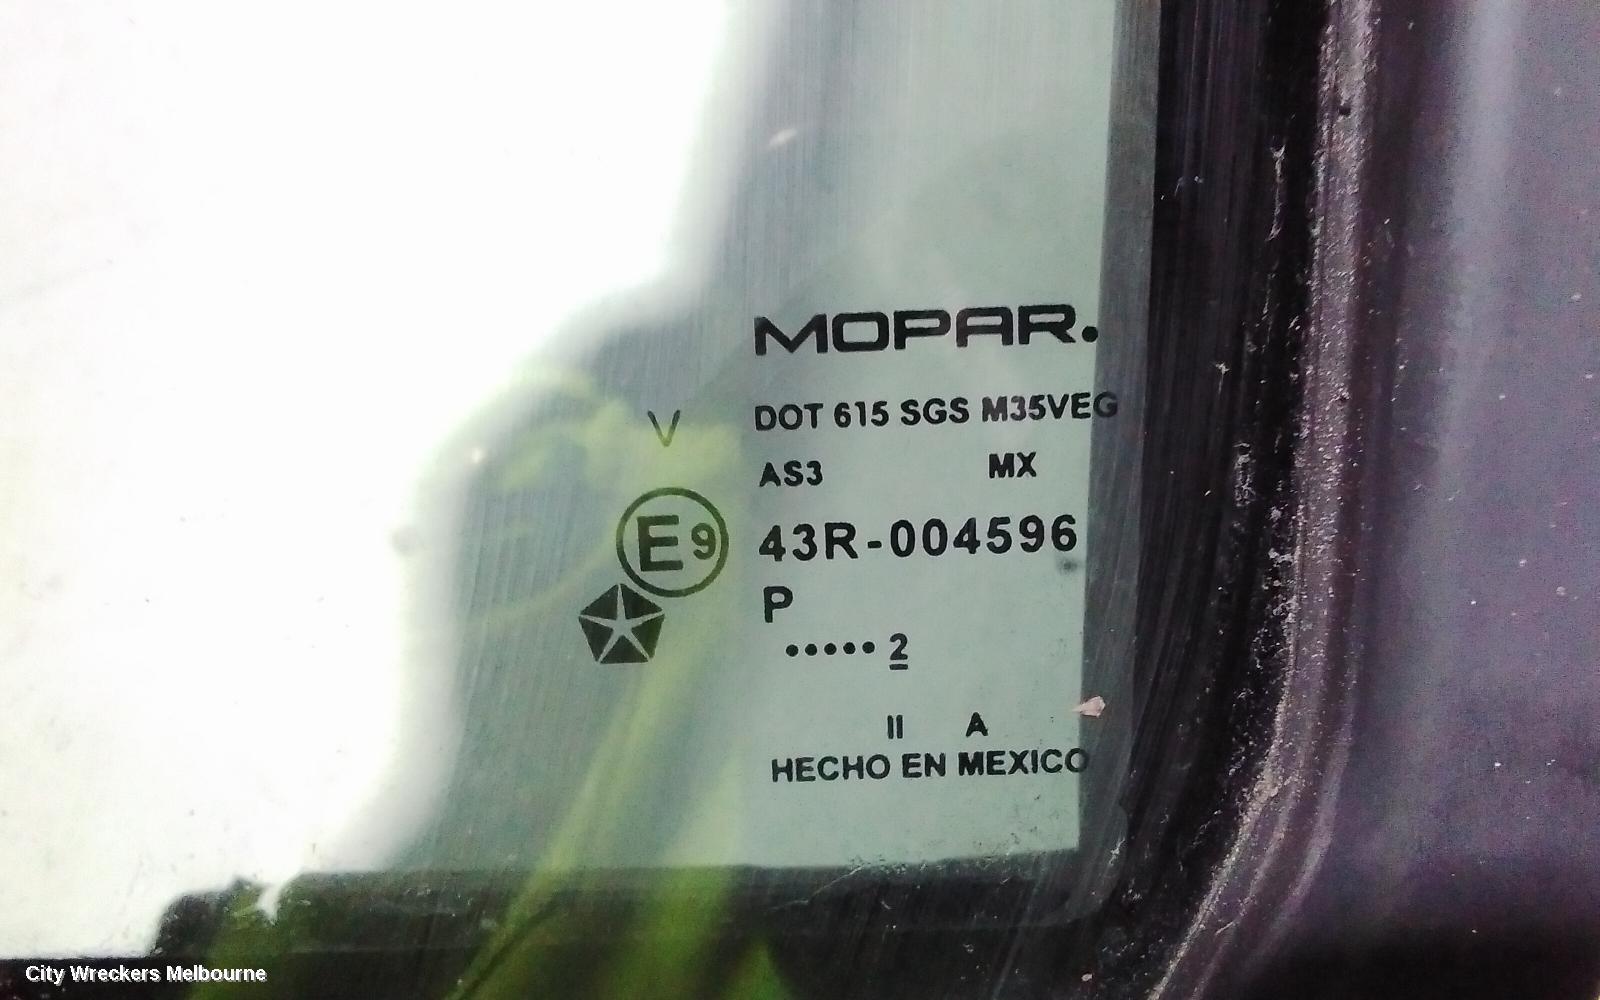 MOPAR.
V
DOT 615 SGS M35VEG
AS3 MX
E9 43R-004596
P
••••• 2
II A
HECHO EN MEXICO
City Wreckers Melbourne